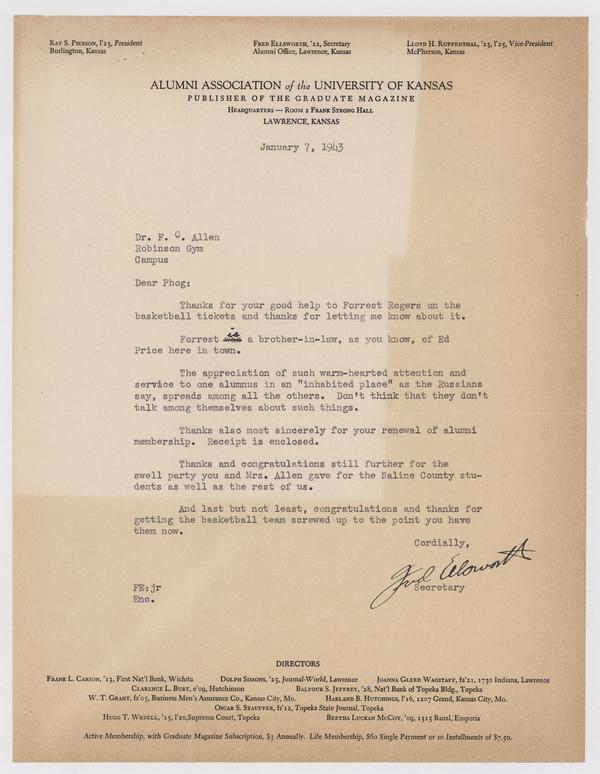 RAY S. PIERSON, l'23, President
Burlington, Kansas
FRED ELLSWORTH, '22, Secretary
Alumni Office, Lawrence, Kansas
LLOYD H. RUPPENTHAL, '23, l'25, Vice-President
McPherson, Kansas
ALUMNI ASSOCIATION of the UNIVERSITY OF KANSAS
PUBLISHER OF THE GRADUATE MAGAZINE
HEADQUARTERS — ROOM 2 FRANK STRONG HALL
LAWRENCE, KANSAS
January 7, 1943
Dr. F. C. Allen
Robinson Gym
Campus
Dear Phog:
Thanks for your good help to Forrest Rogers on the
basketball tickets and thanks for letting me know about it.
Forrest is was a brother-in-law, as you know, of Ed
Price here in town.
The appreciation of such warm-hearted attention and
service to one alumnus in an "inhabited place" as the Russians
say, spreads among all the others. Don't think that they don't
talk among themselves about such things.
Thanks also most sincerely for your renewal of alumni
membership. Receipt is enclosed.
Thanks and congratulations still further for the
swell party you and Mrs. Allen gave for the Saline County stu-
dents as well as the rest of us.
And last but not least, congratulations and thanks for
getting the basketball team screwed up to the point you have
them now.
Cordially,
Fred Ellsworth
Secretary
FE:jr
Enc.
DIRECTORS
FRANK L. CARSON, '13, First Nat'l Bank, Wichita DOLPH SIMONS, '25, Journal-World, Lawrence JOANNA GLEED WAGSTAFF, fa'21, 1730 Indiana, Lawrence
CLARENCE L. BURT, e'09, Hutchinson BALFOUR S. JEFFREY, '28, Nat'l Bank of Topeka Bldg., Topeka
W. T. GRANT, fs'05, Business Men's Assurance Co., Kansas City, Mo. HARLAND B. HUTCHINGS, l'16, 1207 Grand, Kansas City, Mo.
OSCAR S. STAUFFER, fs'12, Topeka State Journal, Topeka
HUGO T. WEDELL, '15, l'20, Supreme Court, Topeka BERTHA LUCKAN MCCOY, '09, 1315 Rural, Emporia
Active Membership, with Graduate Magazine Subscription, $3 Annually. Life Membership, $60 Single Payment or 10 Installments of $7.50.